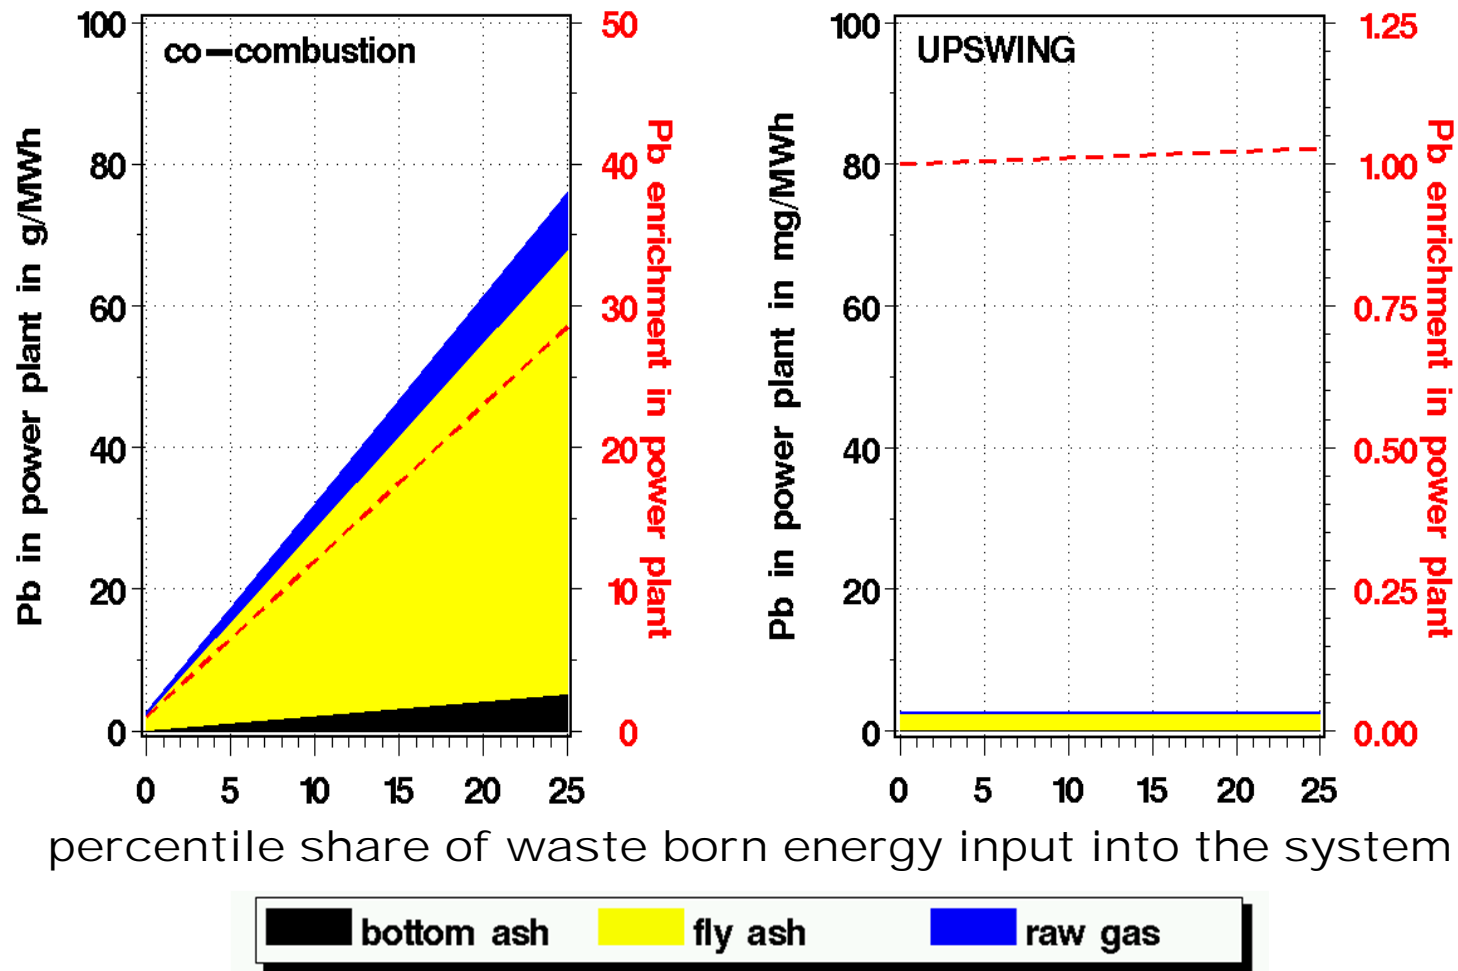 co-combustion
Pb in power plant in g/MWh
100
80
60
40
20
0
0 5 10 15 20 25
50
40
30
20
10
0
Pb enrichment in power plant
UPSWING
Pb in power plant in mg/MWh
100
80
60
40
20
0
0 5 10 15 20 25
1.25
1.00
0.75
0.50
0.25
0.00
Pb enrichment in power plant
percentile share of waste born energy input into the system
bottom ash fly ash raw gas